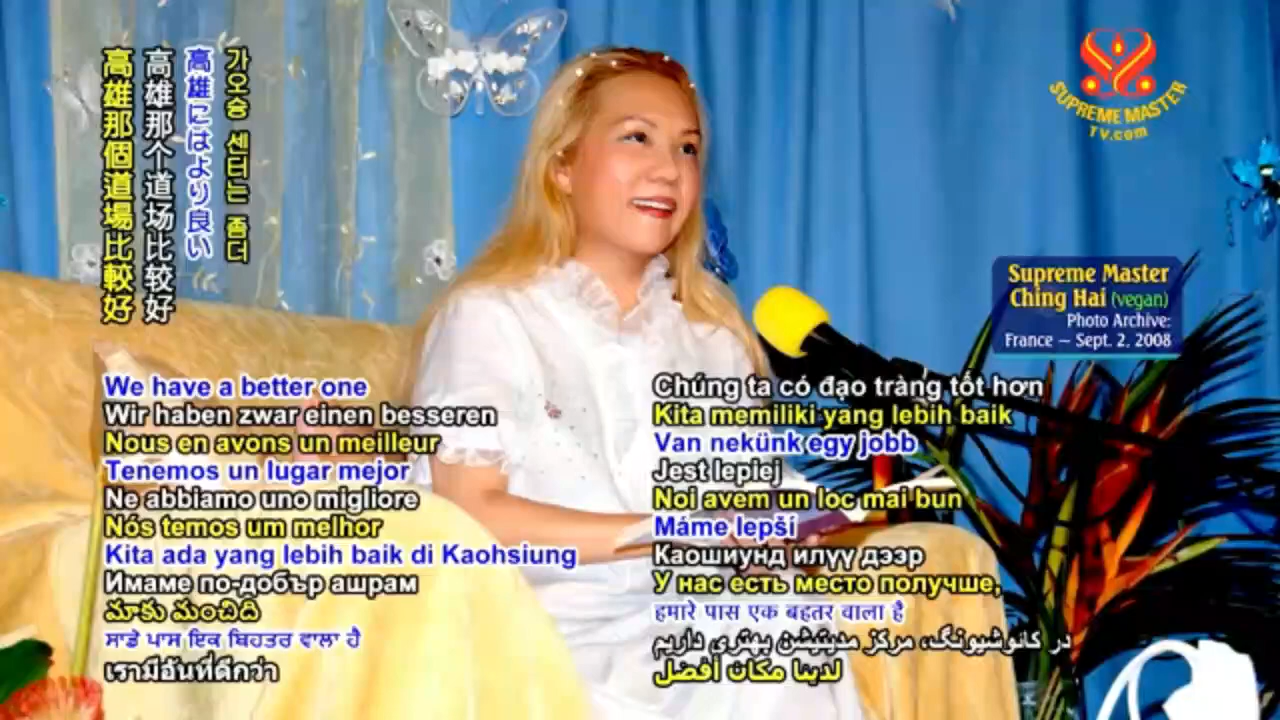 高雄那個道場比較好
高雄那个道场比较好
高雄にはより良い
가오슝 센터는 좀더
SUPREME MASTER
TV.com
Supreme Master
Ching Hai (vegan)
Photo Archive:
France – Sept. 2, 2008
We have a better one
Wir haben zwar einen besseren
Nous en avons un meilleur
Tenemos un lugar mejor
Ne abbiamo uno migliore
Nós temos um melhor
Kita ada yang lebih baik di Kaohsiung
Имаме по-добър ашрам
మాకు మంచిది
ਸਾਡੇ ਪਾਸ ਇਕ ਬਿਹਤਰ ਵਾਲਾ ਹੈ
เรามีอันที่ดีกว่า
Chúng ta có đạo tràng tốt hơn
Kita memiliki yang lebih baik
Van nekünk egy jobb
Jest lepiej
Noi avem un loc mai bun
Máme lepší
Каошиунд илүү дээр
У нас есть место получше,
हमारे पास एक बहतर वाला है
در کائوشیونگ، مرکز مدیتیشن بهتری داریم
لدينا مكان أفضل